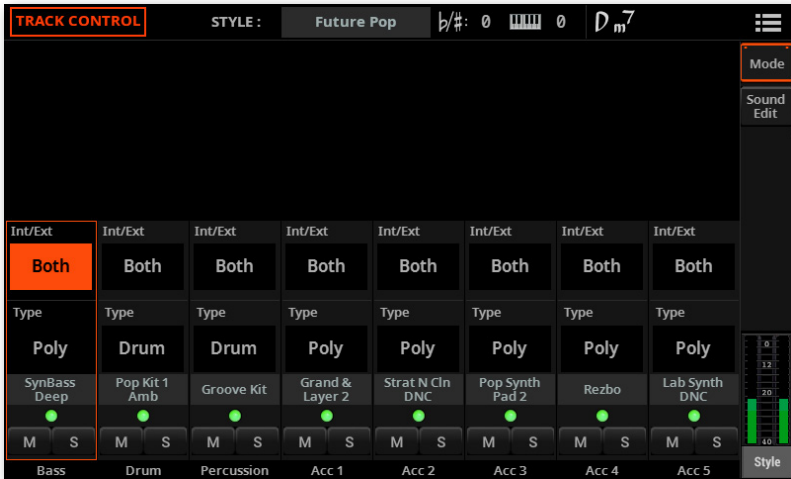 TRACK CONTROL STYLE : Future Pop ♭/#: 0 0 Dm7
Mode
Sound
Edit
Int/Ext Int/Ext Int/Ext Int/Ext Int/Ext Int/Ext Int/Ext Int/Ext
Both Both Both Both Both Both Both Both
Type Type Type Type Type Type Type Type
Poly Drum Drum Poly Poly Poly Poly Poly
SynBass Deep Pop Kit 1 Amb Groove Kit Grand & Layer 2 Strat N Cln DNC Pop Synth Pad 2 Rezbo Lab Synth DNC
M S M S M S M S M S M S M S M S
Bass Drum Percussion Acc 1 Acc 2 Acc 3 Acc 4 Acc 5
0
12
20
40
Style